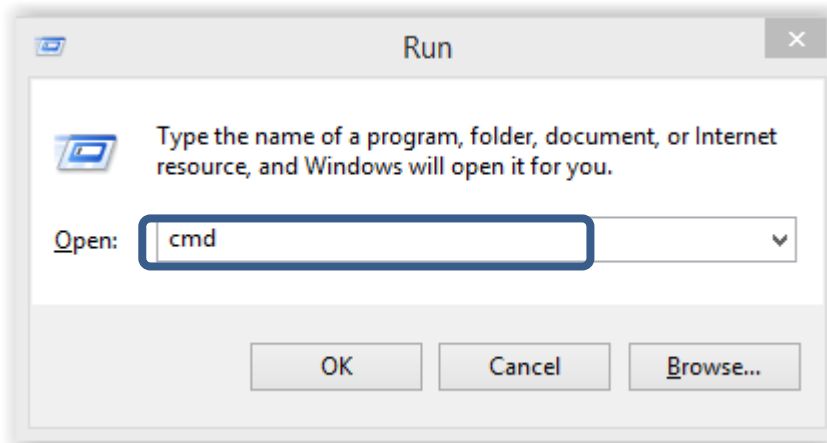 Run
Type the name of a program, folder, document, or Internet
resource, and Windows will open it for you.
Open: cmd
OK Cancel Browse...